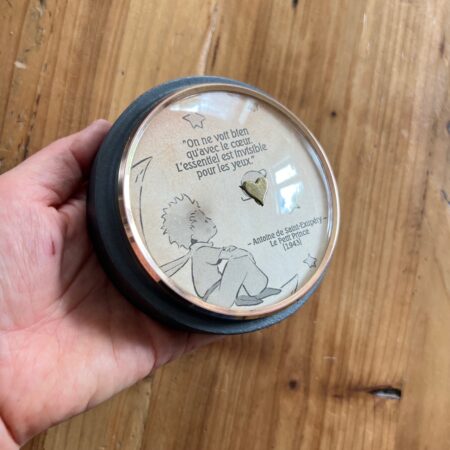 "On ne voit bien
qu'avec le cœur.
L'essentiel est invisible
pour les yeux."
– Antoine de Saint-Exupéry –
Le Petit Prince
(1943)